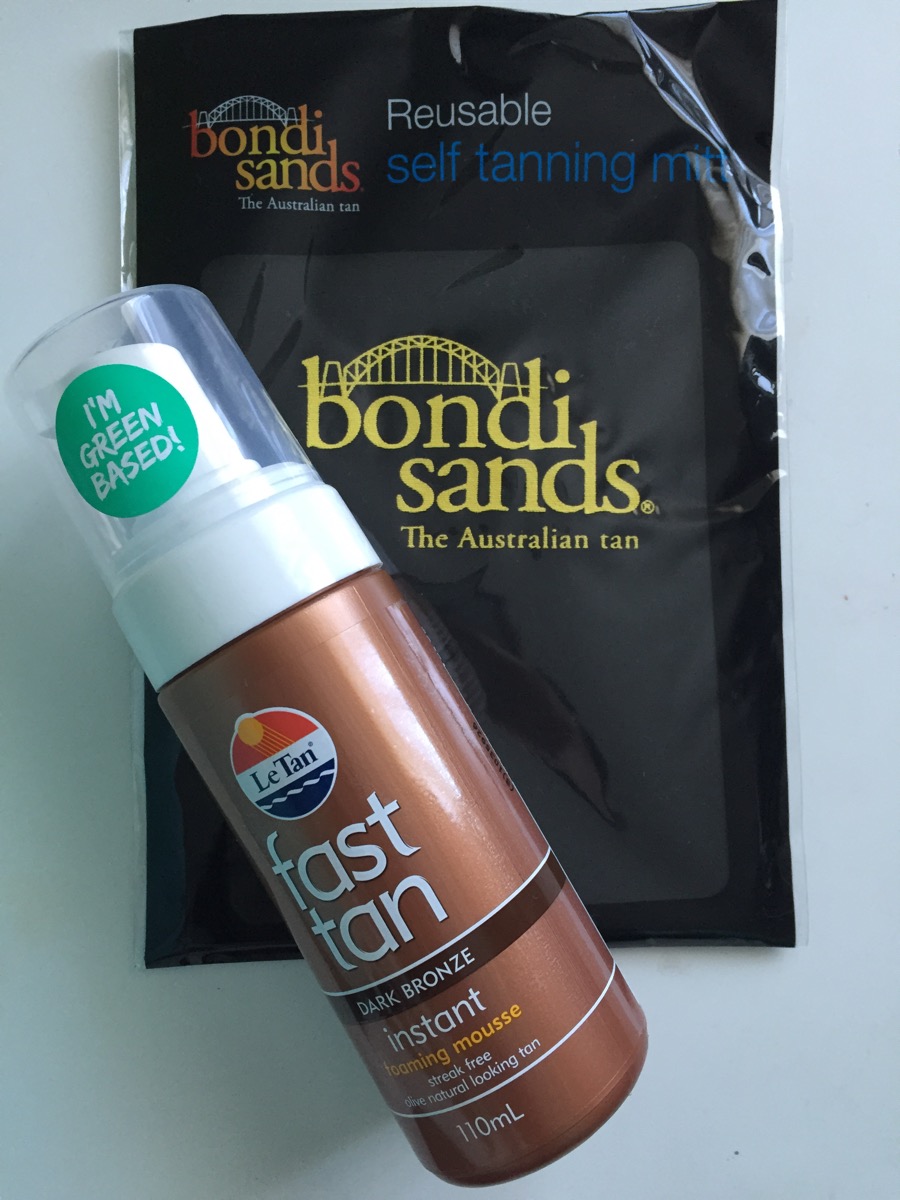 bondi
sands
The Australian tan
Reusable
self tanning mitt
bondi
sands®
The Australian tan
I'M
GREEN
BASED!
Le Tan®
fast
tan
DARK BRONZE
instant
foaming mousse
streak free
olive natural looking tan
110mL